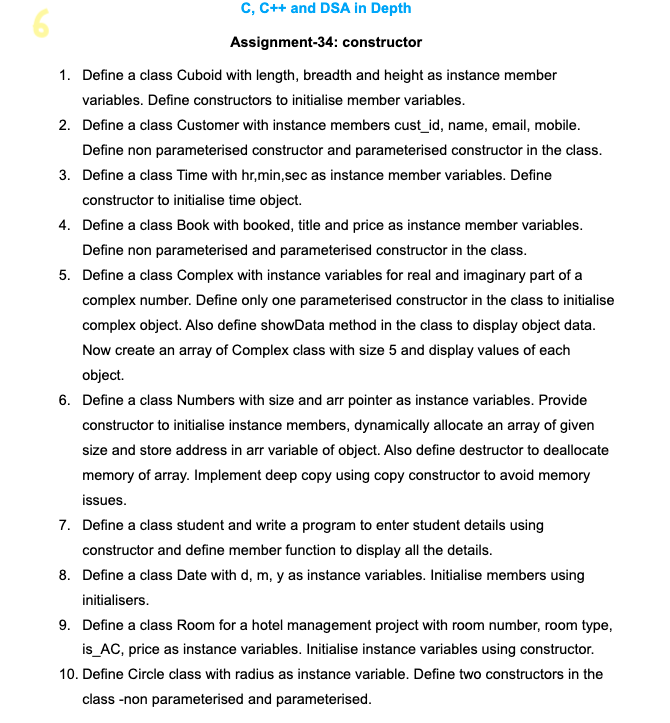 6
C, C++ and DSA in Depth
Assignment-34: constructor
1. Define a class Cuboid with length, breadth and height as instance member
variables. Define constructors to initialise member variables.
2. Define a class Customer with instance members cust_id, name, email, mobile.
Define non parameterised constructor and parameterised constructor in the class.
3. Define a class Time with hr,min,sec as instance member variables. Define
constructor to initialise time object.
4. Define a class Book with booked, title and price as instance member variables.
Define non parameterised and parameterised constructor in the class.
5. Define a class Complex with instance variables for real and imaginary part of a
complex number. Define only one parameterised constructor in the class to initialise
complex object. Also define showData method in the class to display object data.
Now create an array of Complex class with size 5 and display values of each
object.
6. Define a class Numbers with size and arr pointer as instance variables. Provide
constructor to initialise instance members, dynamically allocate an array of given
size and store address in arr variable of object. Also define destructor to deallocate
memory of array. Implement deep copy using copy constructor to avoid memory
issues.
7. Define a class student and write a program to enter student details using
constructor and define member function to display all the details.
8. Define a class Date with d, m, y as instance variables. Initialise members using
initialisers.
9. Define a class Room for a hotel management project with room number, room type,
is_AC, price as instance variables. Initialise instance variables using constructor.
10. Define Circle class with radius as instance variable. Define two constructors in the
class -non parameterised and parameterised.